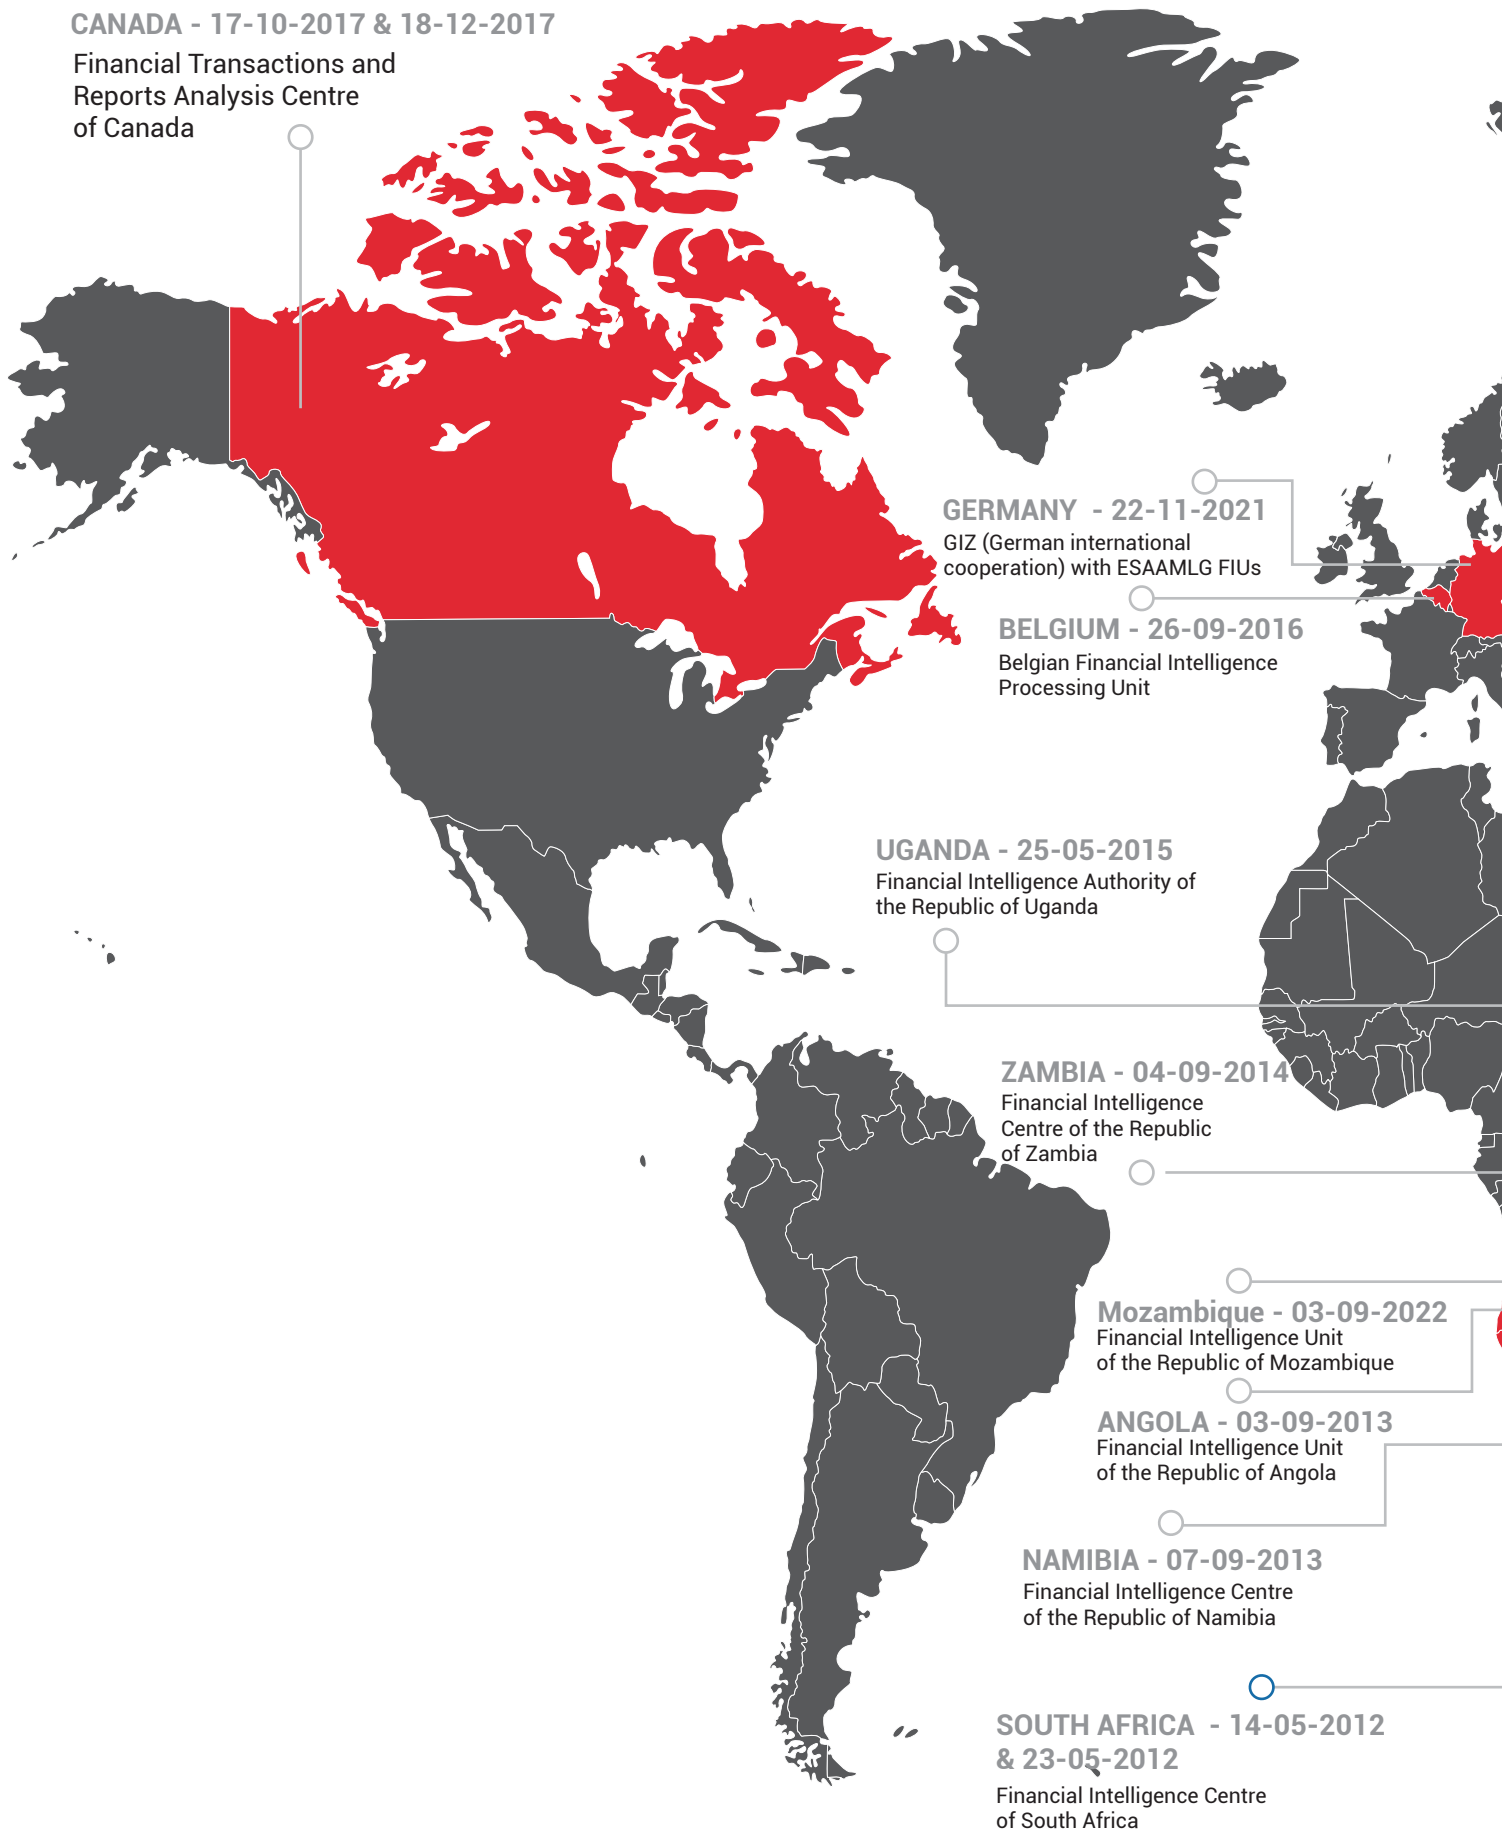 CANADA - 17-10-2017 & 18-12-2017
Financial Transactions and
Reports Analysis Centre
of Canada
GERMANY - 22-11-2021
GIZ (German international
cooperation) with ESAAMLG FIUs
BELGIUM - 26-09-2016
Belgian Financial Intelligence
Processing Unit
UGANDA - 25-05-2015
Financial Intelligence Authority of
the Republic of Uganda
ZAMBIA - 04-09-2014
Financial Intelligence
Centre of the Republic
of Zambia
Mozambique - 03-09-2022
Financial Intelligence Unit
of the Republic of Mozambique
ANGOLA - 03-09-2013
Financial Intelligence Unit
of the Republic of Angola
NAMIBIA - 07-09-2013
Financial Intelligence Centre
of the Republic of Namibia
SOUTH AFRICA - 14-05-2012
& 23-05-2012
Financial Intelligence Centre
of South Africa